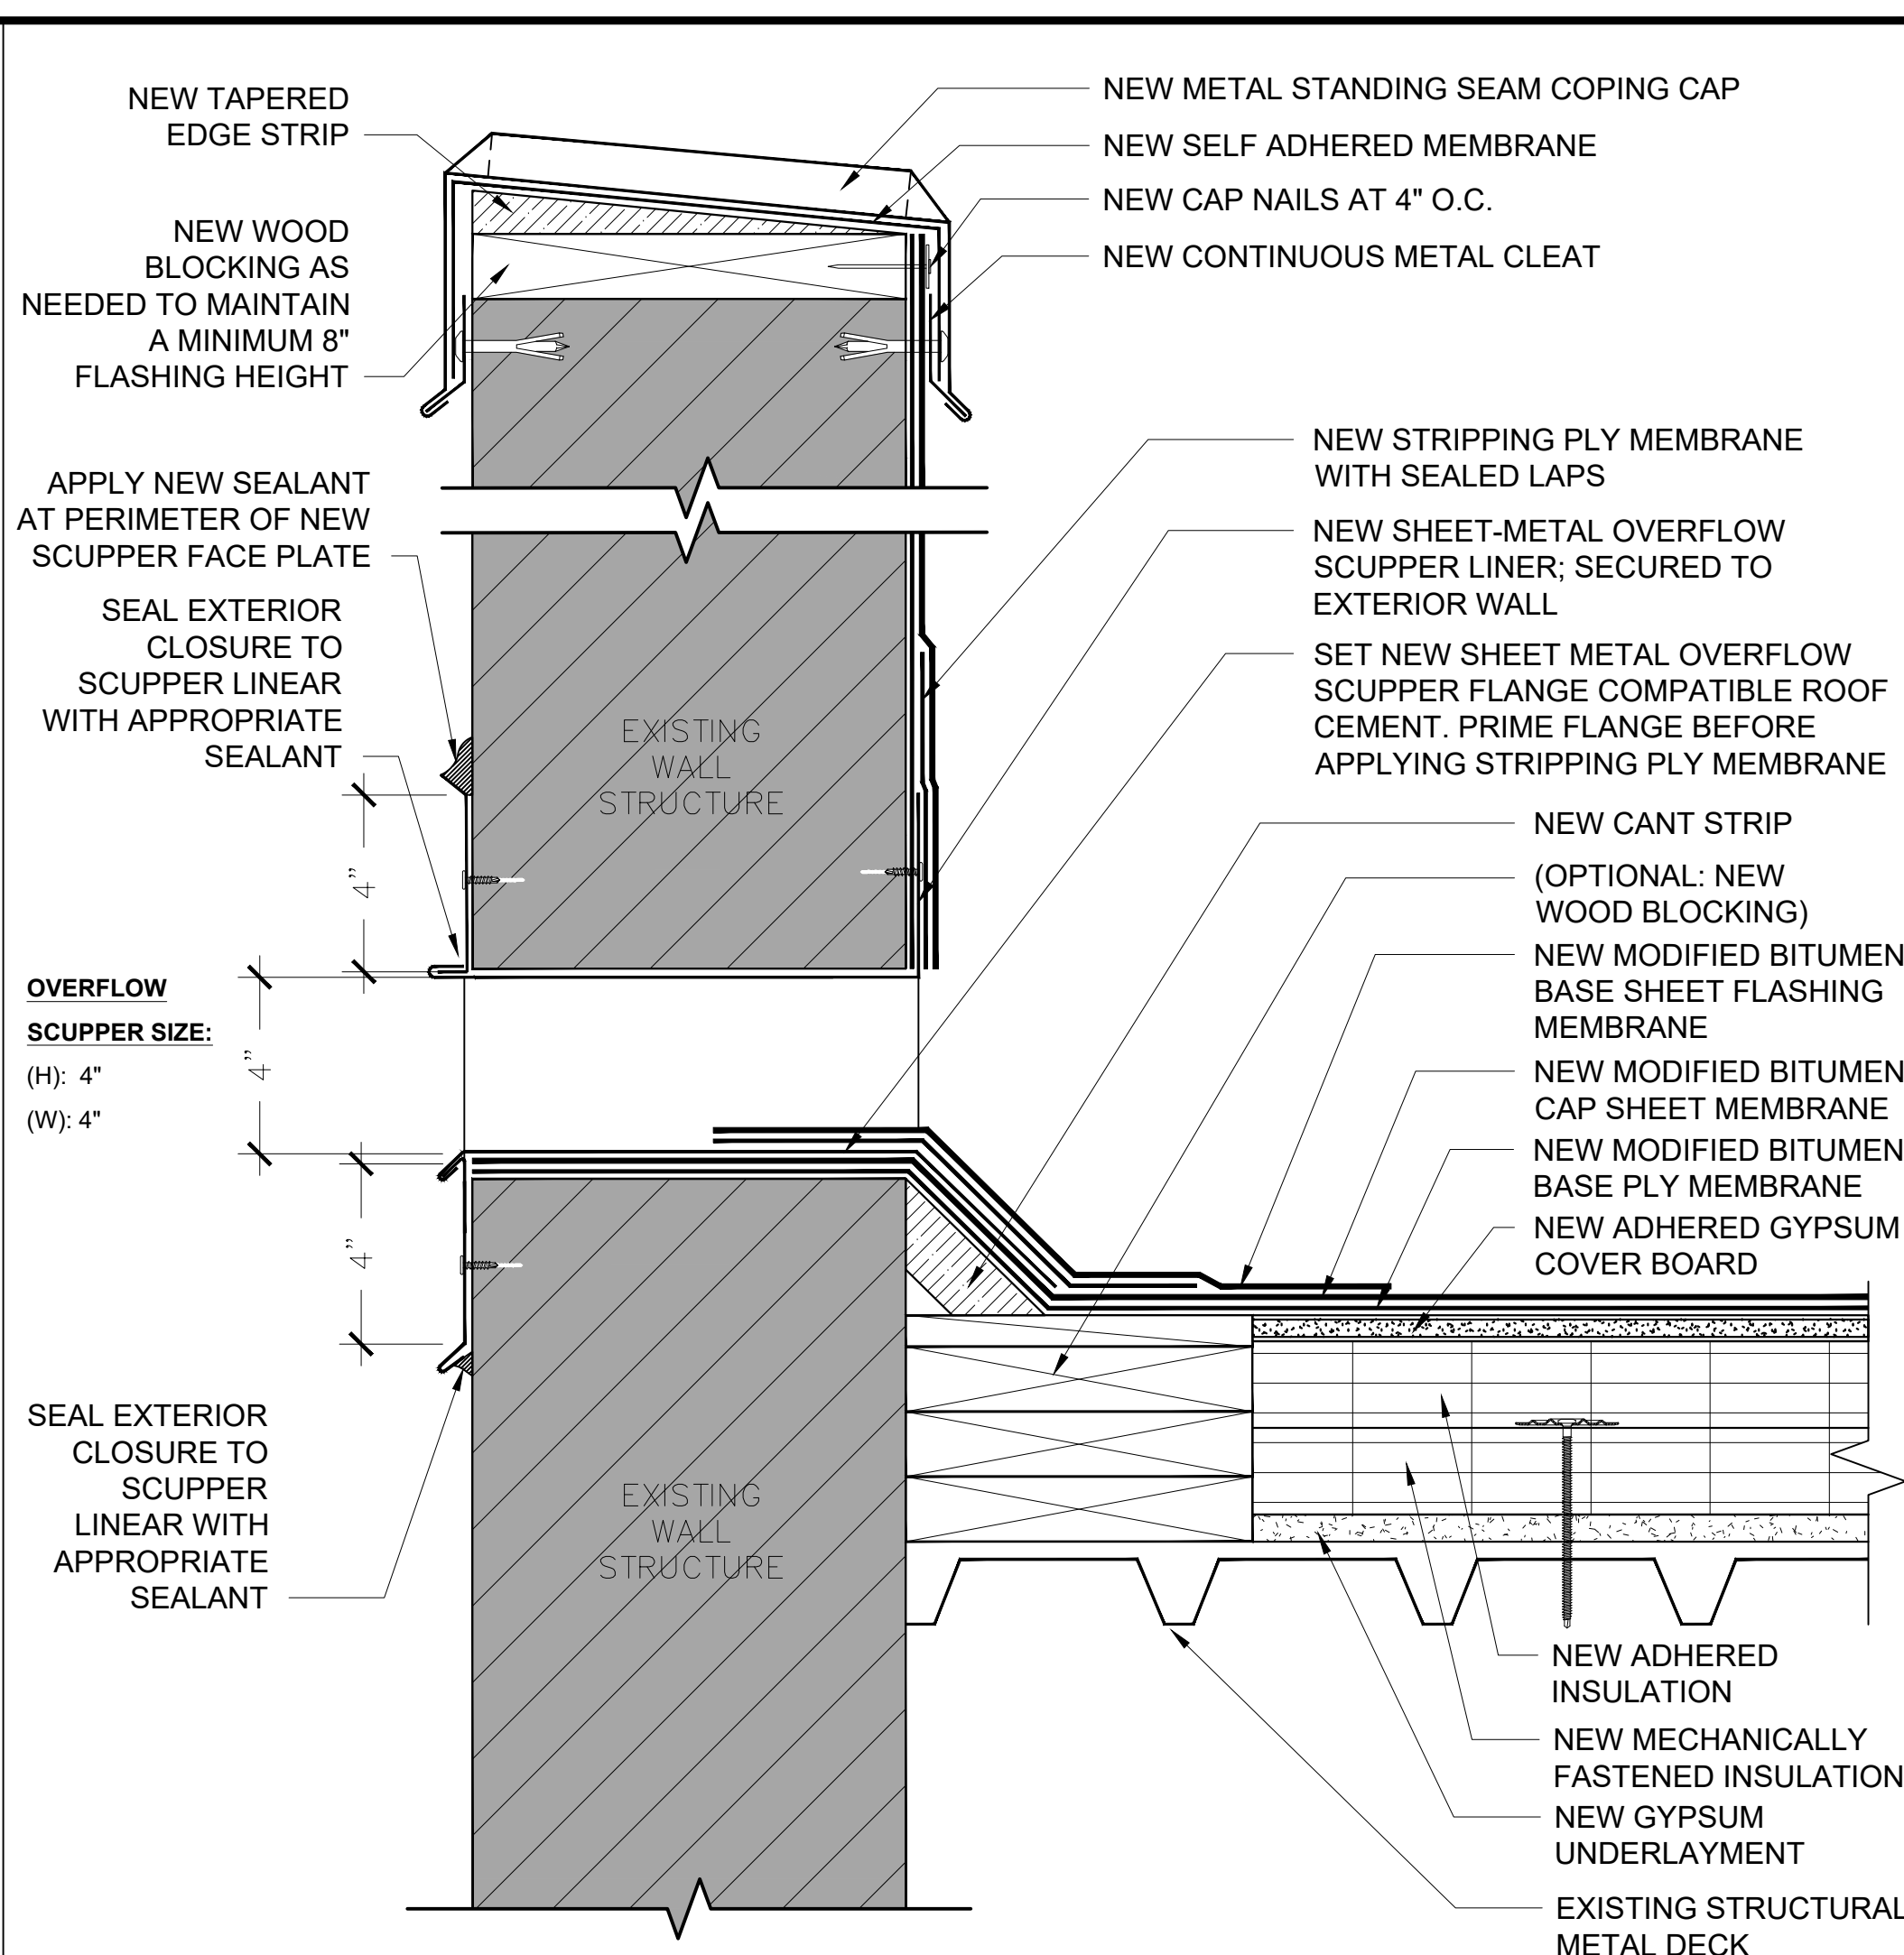 NEW TAPERED
EDGE STRIP
NEW WOOD
BLOCKING AS
NEEDED TO MAINTAIN
A MINIMUM 8"
FLASHING HEIGHT
APPLY NEW SEALANT
AT PERIMETER OF NEW
SCUPPER FACE PLATE
SEAL EXTERIOR
CLOSURE TO
SCUPPER LINEAR
WITH APPROPRIATE
SEALANT
4"
OVERFLOW
SCUPPER SIZE:
(H): 4"
(W): 4"
4"
4"
SEAL EXTERIOR
CLOSURE TO
SCUPPER
LINEAR WITH
APPROPRIATE
SEALANT
EXISTING
WALL
STRUCTURE
EXISTING
WALL
STRUCTURE
NEW METAL STANDING SEAM COPING CAP
NEW SELF ADHERED MEMBRANE
NEW CAP NAILS AT 4" O.C.
NEW CONTINUOUS METAL CLEAT
NEW STRIPPING PLY MEMBRANE
WITH SEALED LAPS
NEW SHEET-METAL OVERFLOW
SCUPPER LINER; SECURED TO
EXTERIOR WALL
SET NEW SHEET METAL OVERFLOW
SCUPPER FLANGE COMPATIBLE ROOF
CEMENT. PRIME FLANGE BEFORE
APPLYING STRIPPING PLY MEMBRANE
NEW CANT STRIP
(OPTIONAL: NEW
WOOD BLOCKING)
NEW MODIFIED BITUMEN
BASE SHEET FLASHING
MEMBRANE
NEW MODIFIED BITUMEN
CAP SHEET MEMBRANE
NEW MODIFIED BITUMEN
BASE PLY MEMBRANE
NEW ADHERED GYPSUM
COVER BOARD
NEW ADHERED
INSULATION
NEW MECHANICALLY
FASTENED INSULATION
NEW GYPSUM
UNDERLAYMENT
EXISTING STRUCTURAL
METAL DECK